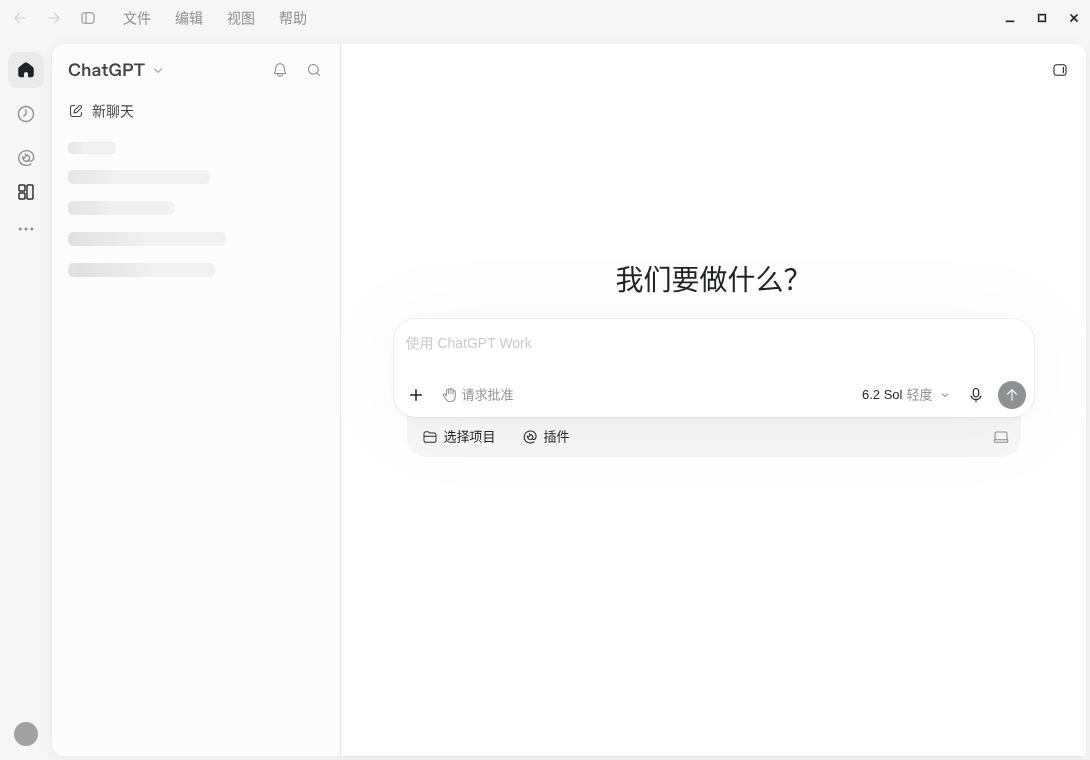 文件 编辑 视图 帮助
ChatGPT
新聊天
我们要做什么？
使用 ChatGPT Work
请求批准 6.2 Sol 轻度
选择项目 插件